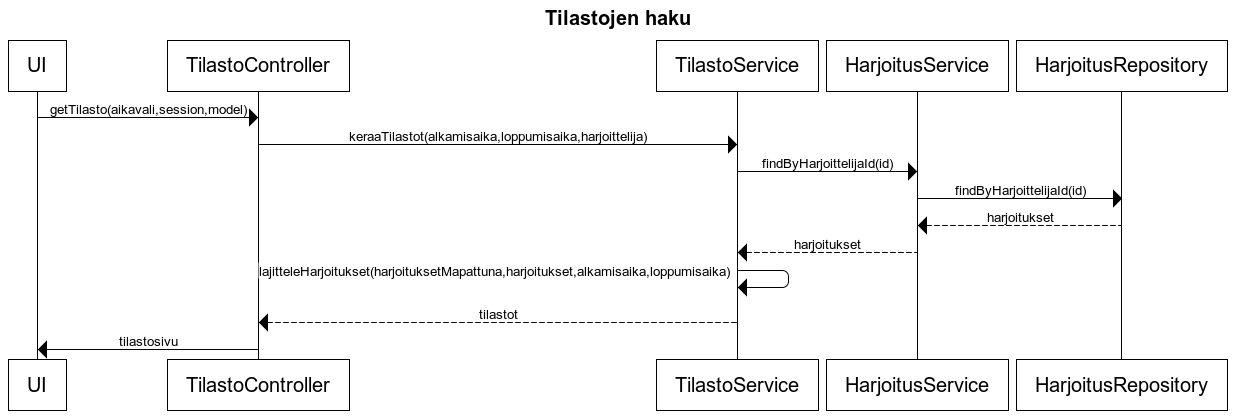 Tilastojen haku
UI
TilastoController
TilastoService
HarjoitusService
HarjoitusRepository
getTilasto(aikavali,session,model)
keraaTilastot(alkamisaika,loppumisaika,harjoittelija)
findByHarjoittelijaId(id)
findByHarjoittelijaId(id)
harjoitukset
harjoitukset
lajitteleHarjoitukset(harjoituksetMapattuna,harjoitukset,alkamisaika,loppumisaika)
tilastot
tilastosivu
UI
TilastoController
TilastoService
HarjoitusService
HarjoitusRepository